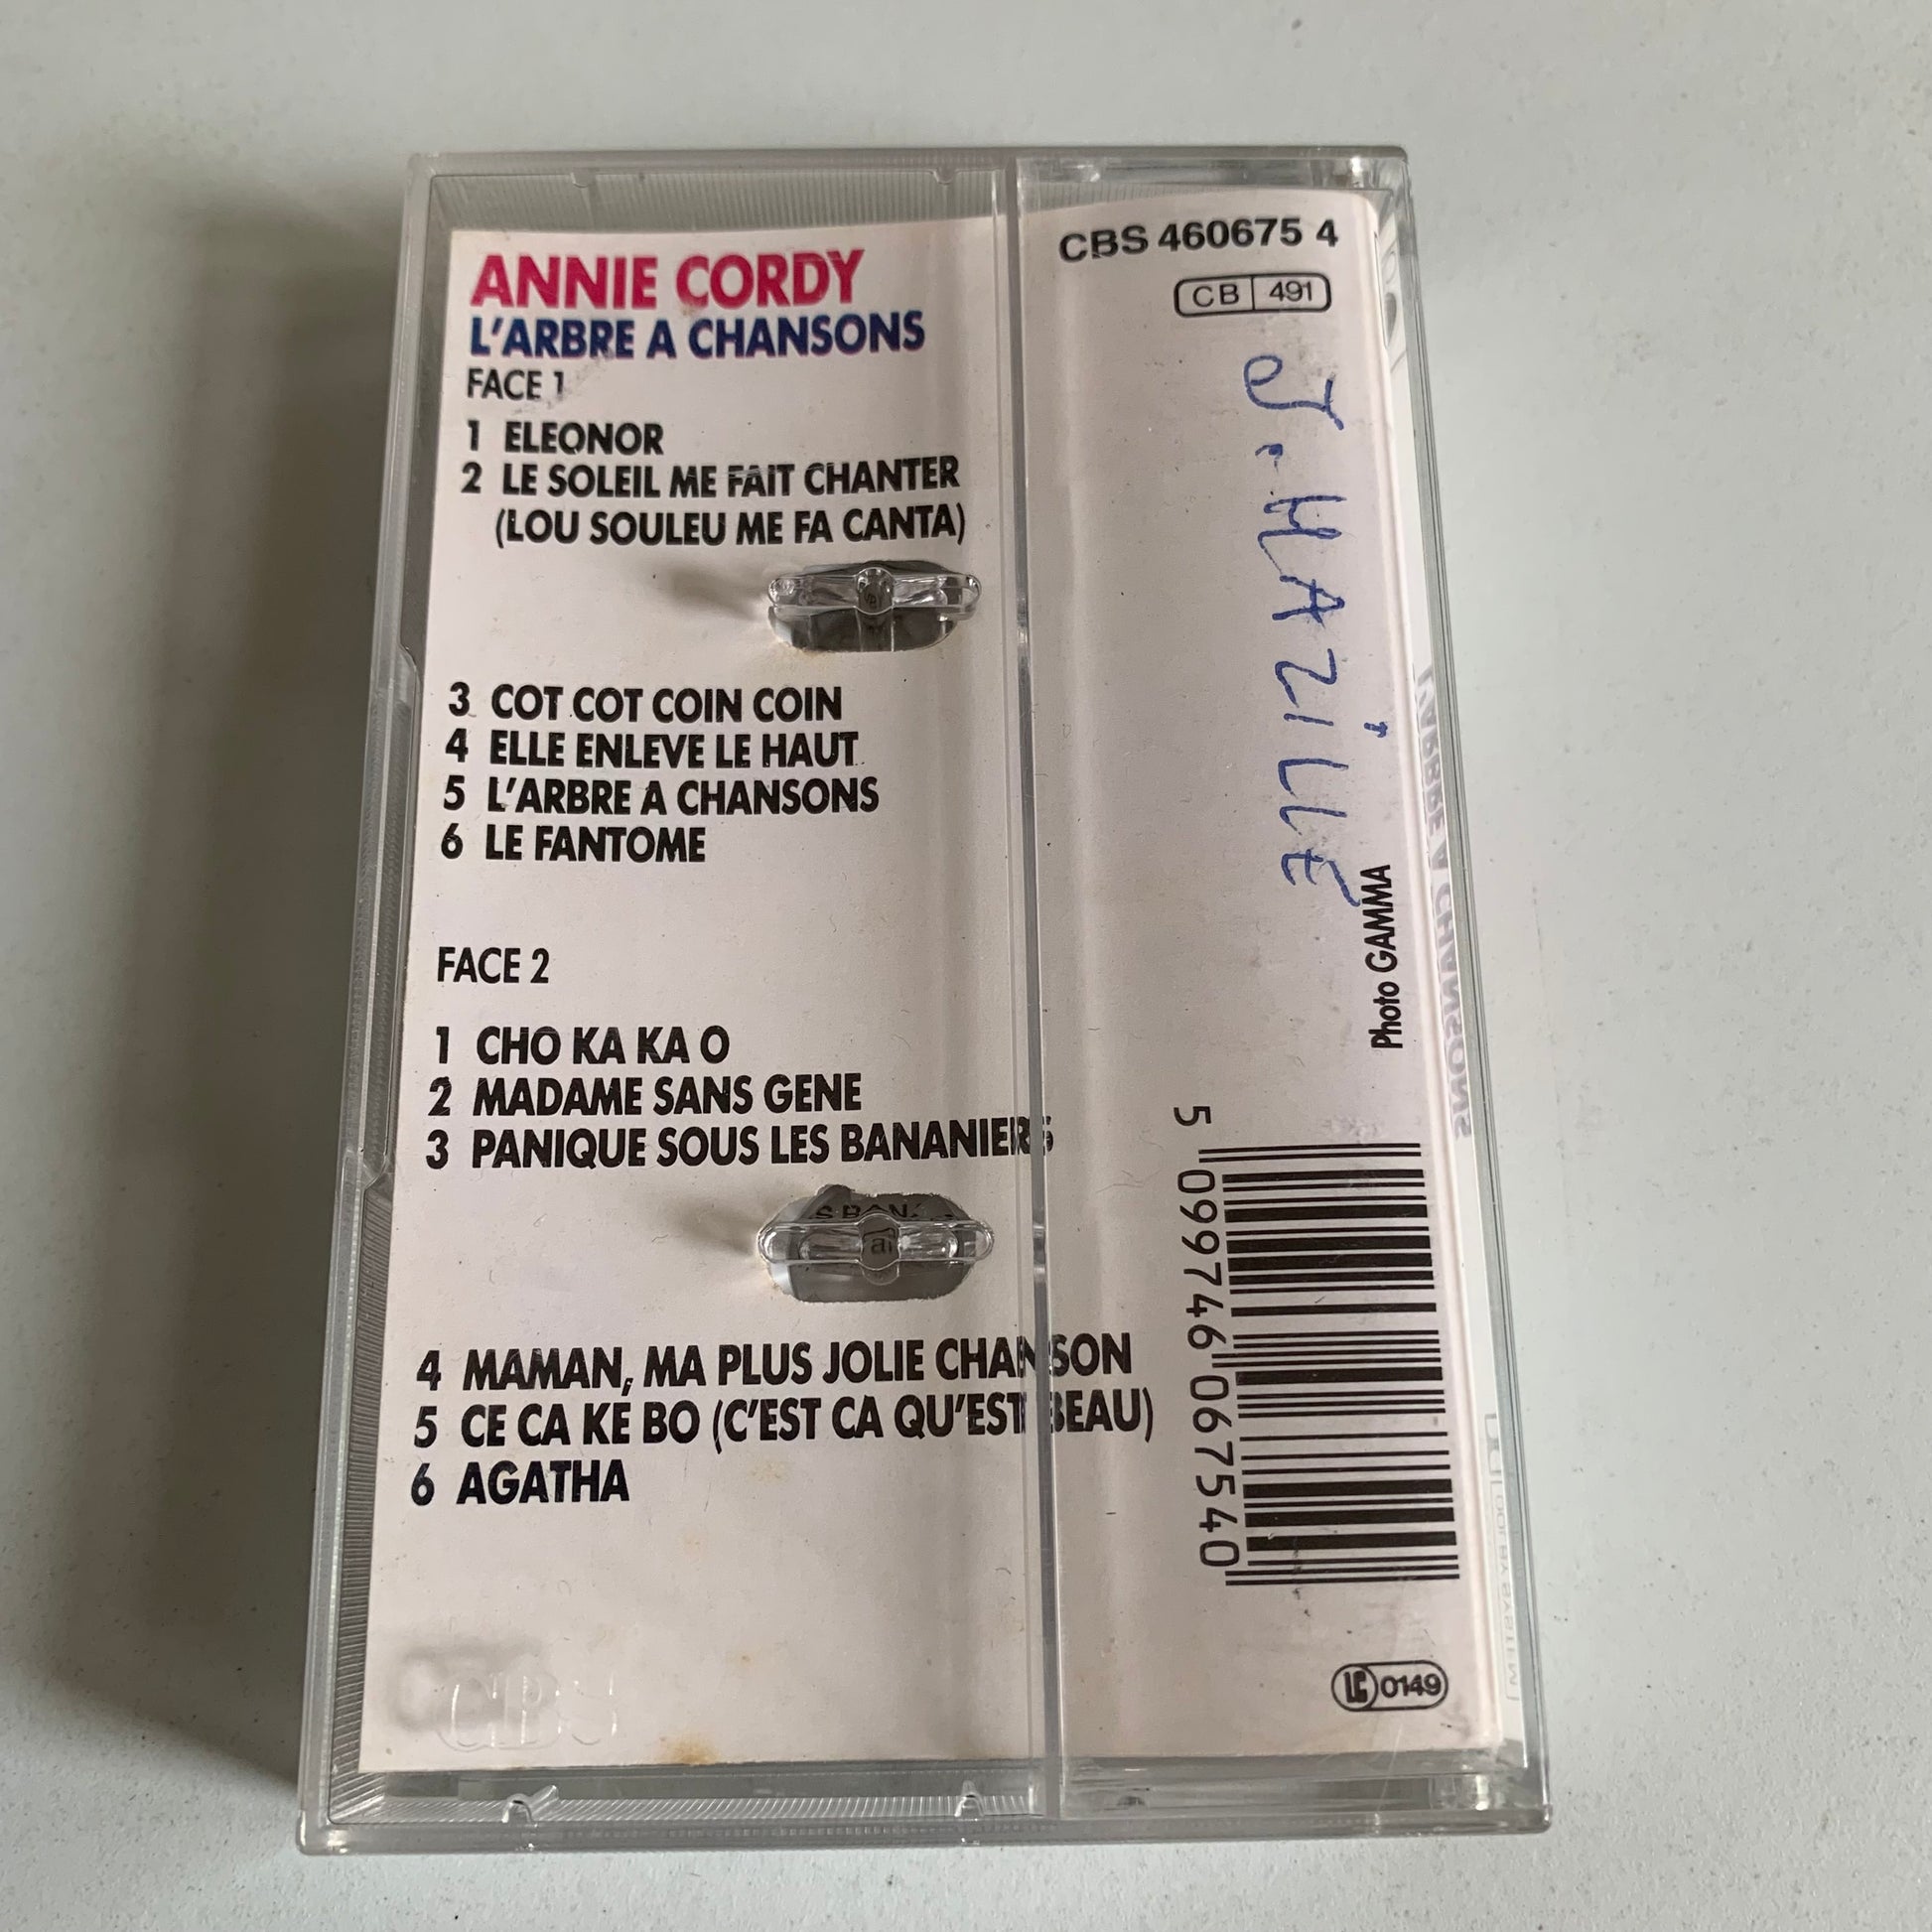 ANNIE CORDY
L'ARBRE A CHANSONS
FACE 1
1 ELEONOR
2 LE SOLEIL ME FAIT CHANTER
(LOU SOULEU ME FA CANTA)
3 COT COT COIN COIN
4 ELLE ENLEVE LE HAUT
5 L'ARBRE A CHANSONS
6 LE FANTOME
FACE 2
1 CHO KA KA O
2 MADAME SANS GENE
3 PANIQUE SOUS LES BANANIERS
4 MAMAN, MA PLUS JOLIE CHANSON
5 CE CA KE BO (C'EST CA QU'EST BEAU)
6 AGATHA
CBS
CBS 460675 4
CB 491
J. HAZILLE
Photo GAMMA
5 099746 067540
LC 0149
L'ARBRE A CHANSONS